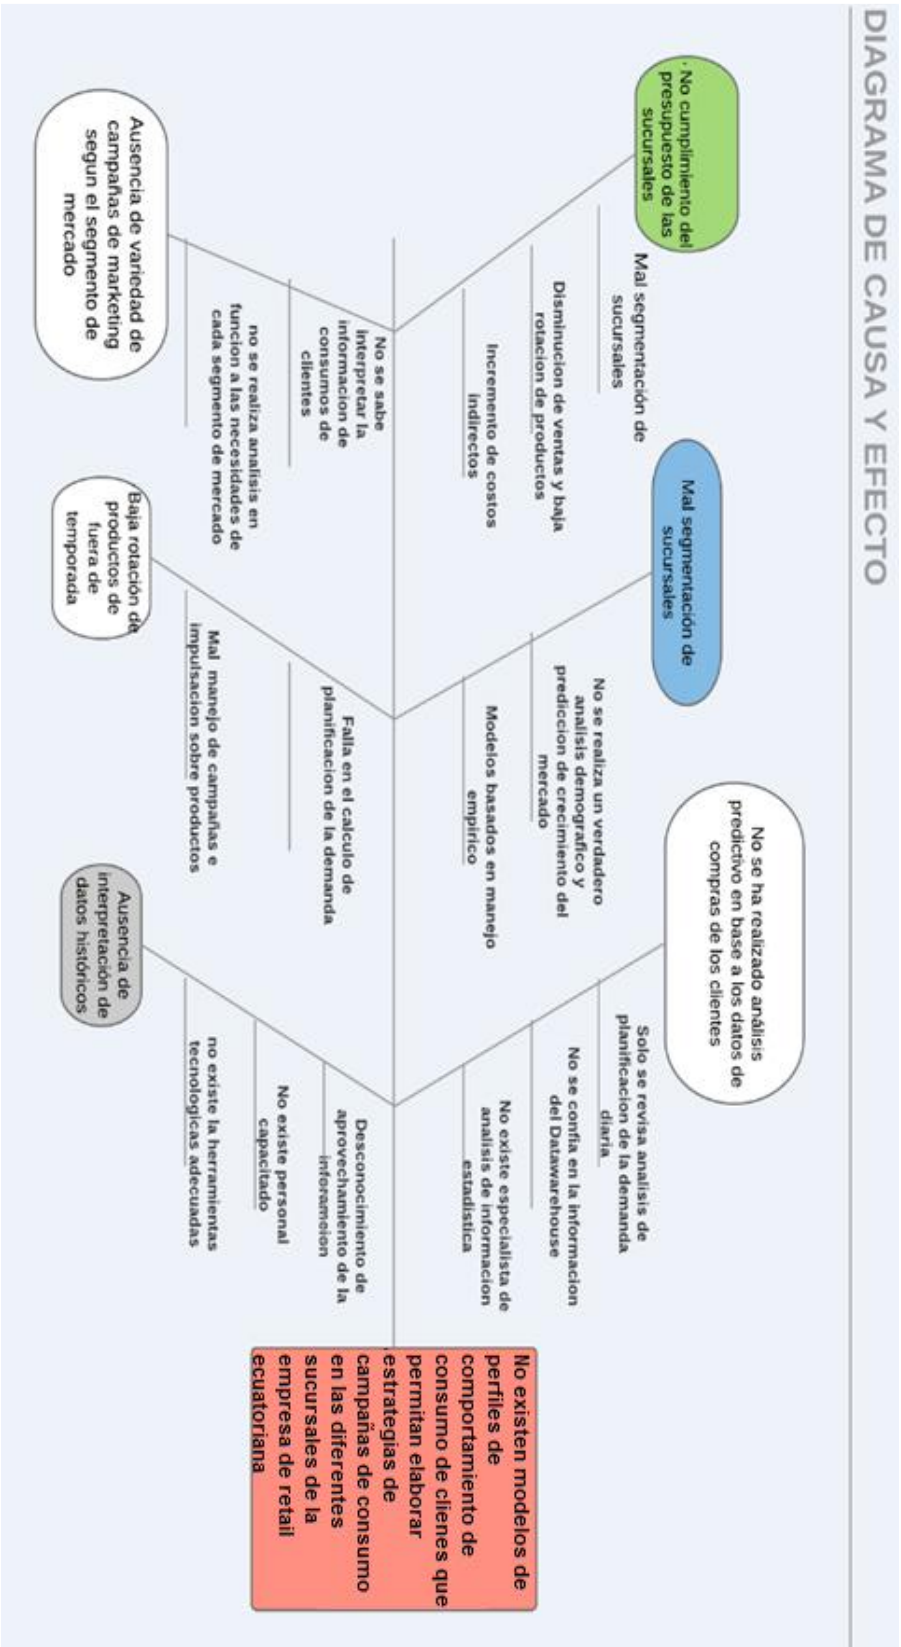 DIAGRAMA DE CAUSA Y EFECTO
· No cumplimiento del
presupuesto de las
sucursales
Mal segmentación de
sucursales
Disminucion de ventas y baja
rotacion de productos
Incremento de costos
indirectos
Mal segmentación de
sucursales
No se realiza un verdadero
analisis demografico y
prediccion de crecimiento del
mercado
Modelos basados en manejo
empirico
No se ha realizado análisis
predictivo en base a los datos de
compras de los clientes
Solo se revisa analisis de
planificacion de la demanda
diaria
No se confia en la informacion
del Datawarehouse
No existe especialista de
analisis de informacion
estadistica
No existen modelos de
perfiles de
comportamiento de
consumo de clienes que
permitan elaborar
estrategias de
campañas de consumo
en las diferentes
sucursales de la
empresa de retail
ecuatoriana
No se sabe
interpretar la
informacion de
consumos de
clientes
no se realiza analisis en
funcion a las necesidades de
cada segmento de mercado
Ausencia de variedad de
campañas de marketing
segun el segmento de
mercado
Falla en el calculo de
planificacion de la demanda
Mal manejo de campañas e
impulsacion sobre productos
Baja rotación de
productos de
fuera de
temporada
Desconocimiento de
aprovechamiento de la
inforamcion
No existe personal
capacitado
no existe la herramientas
tecnologicas adecuadas
Ausencia de
interpretación de
datos históricos